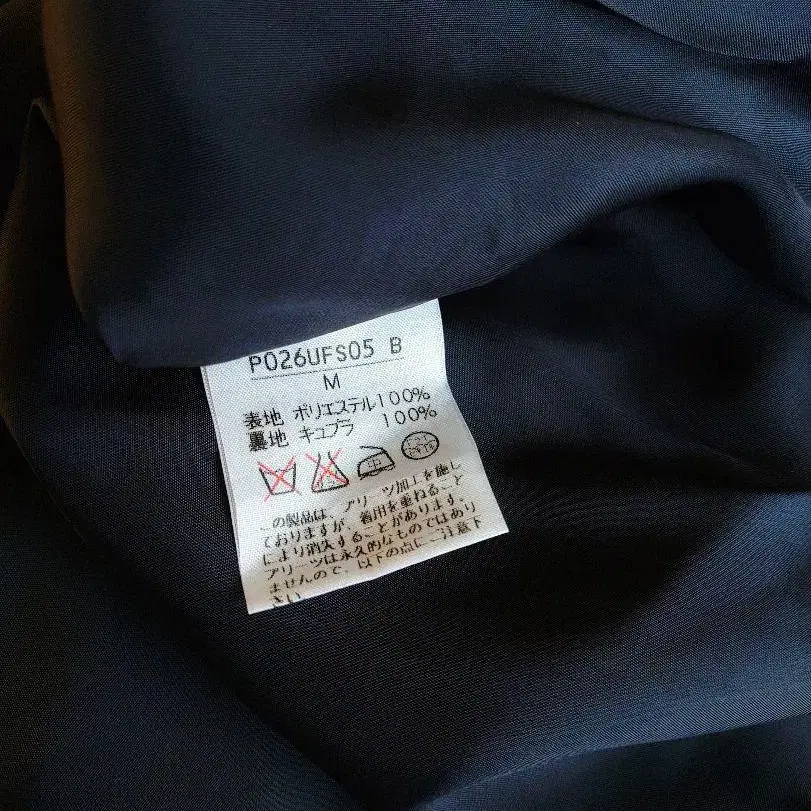 P026UFS05 B
M
表地 ポリエステル100%
裏地 キュプラ 100%
中
この製品は、プリーツ加工を施し
ておりますが、着用を重ねること
により消失することがあります。
プリーツは永久的なものではあり
ませんので、以下の点にご注意下
さい。